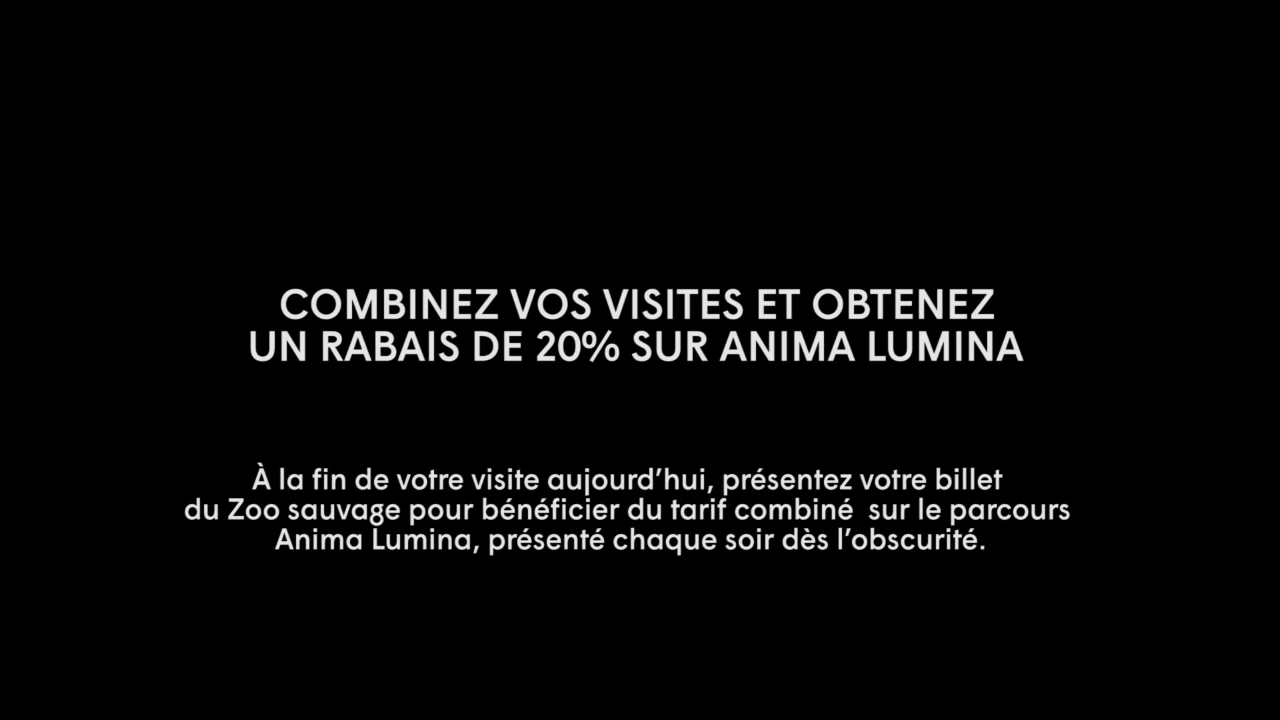 COMBINEZ VOS VISITES ET OBTENEZ
UN RABAIS DE 20% SUR ANIMA LUMINA
À la fin de votre visite aujourd’hui, présentez votre billet
du Zoo sauvage pour bénéficier du tarif combiné  sur le parcours
Anima Lumina, présenté chaque soir dès l’obscurité.